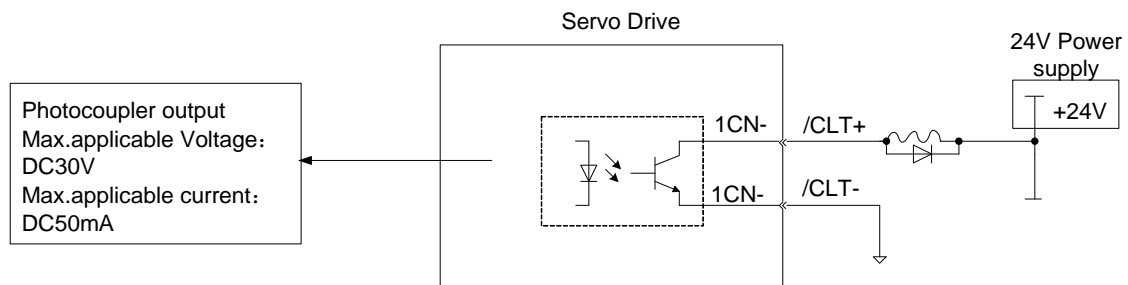 Servo Drive
24V Power
supply
+24V
Photocoupler output
Max.applicable Voltage：
DC30V
Max.applicable current：
DC50mA
1CN-
/CLT+
1CN-
/CLT-